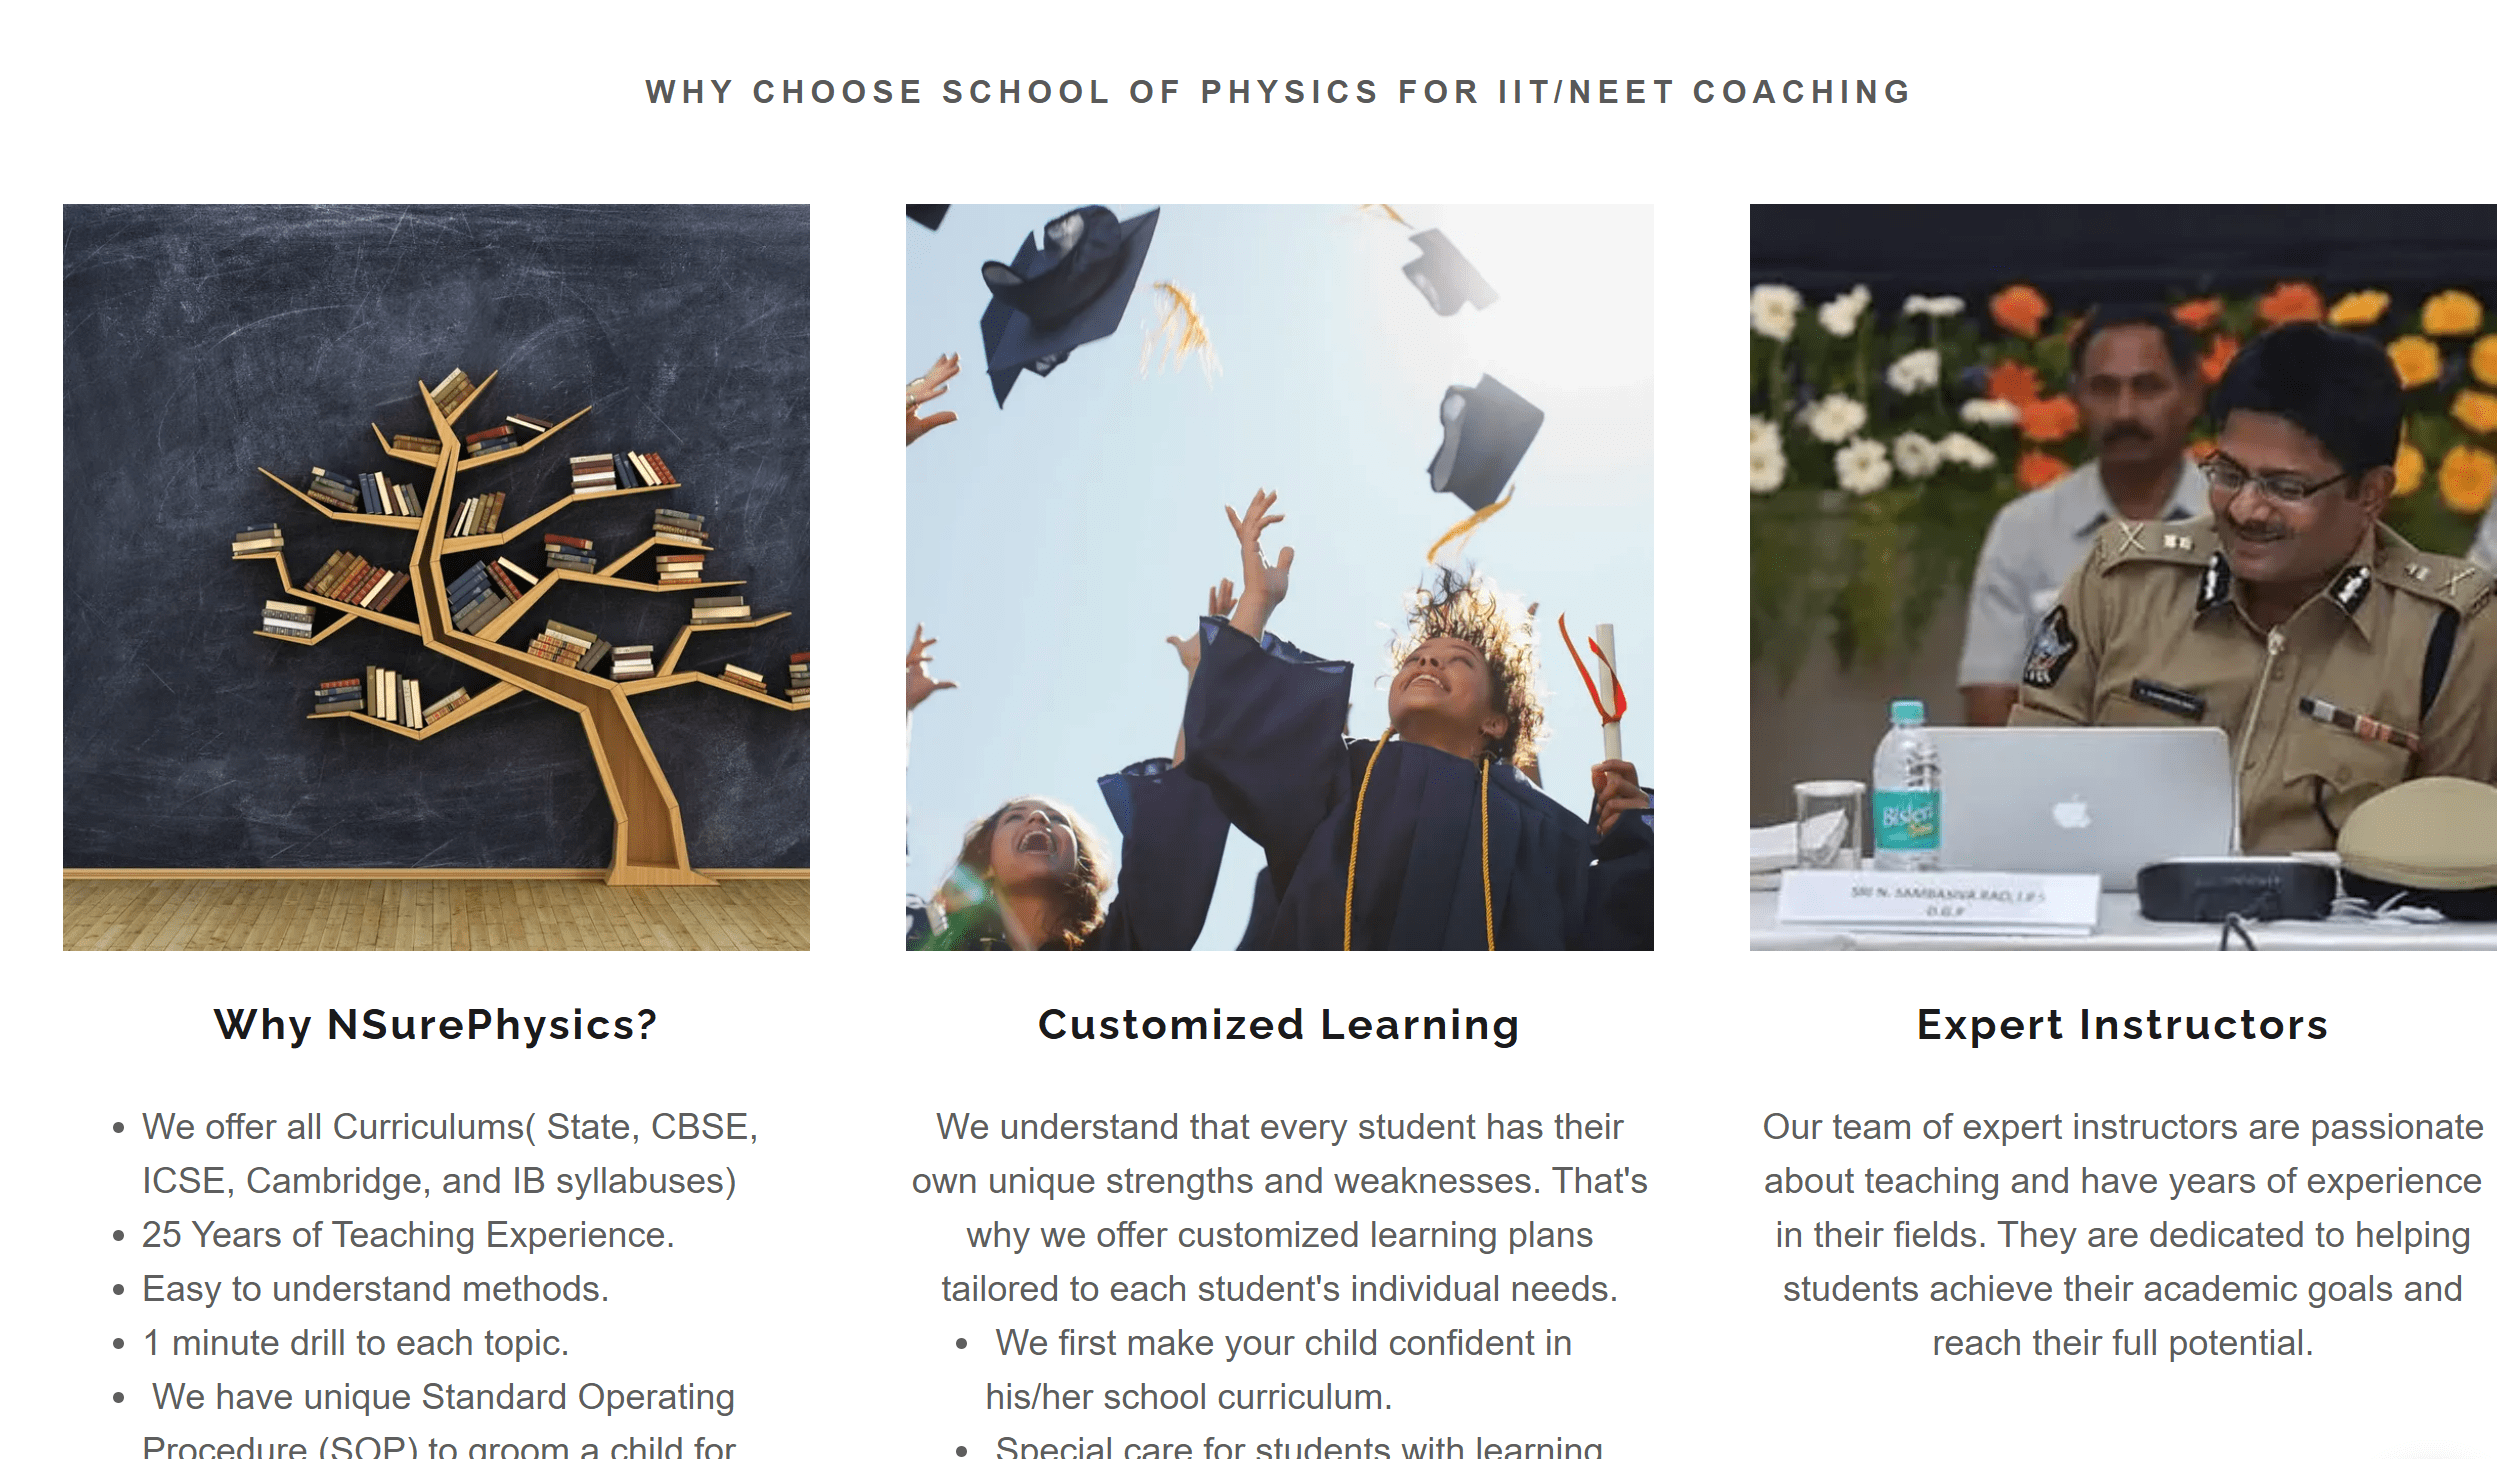 WHY CHOOSE SCHOOL OF PHYSICS FOR IIT/NEET COACHING
Bisleri
SRI N. SAMBASIVA RAO, I.P.S
D.G.P
Why NSurePhysics?
We offer all Curriculums( State, CBSE,
ICSE, Cambridge, and IB syllabuses)
25 Years of Teaching Experience.
Easy to understand methods.
1 minute drill to each topic.
We have unique Standard Operating
Procedure (SOP) to groom a child for
Customized Learning
We understand that every student has their
own unique strengths and weaknesses. That's
why we offer customized learning plans
tailored to each student's individual needs.
We first make your child confident in
his/her school curriculum.
Special care for students with learning
Expert Instructors
Our team of expert instructors are passionate
about teaching and have years of experience
in their fields. They are dedicated to helping
students achieve their academic goals and
reach their full potential.